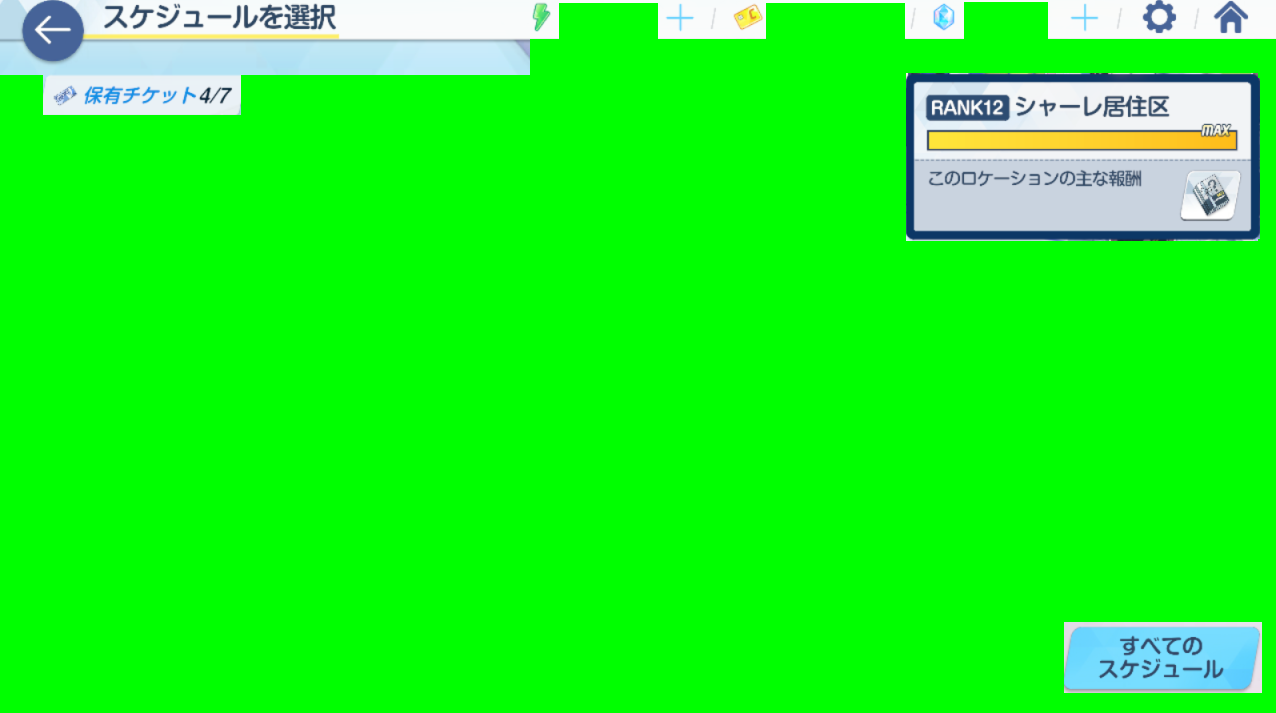 スケジュールを選択
保有チケット 4/7
RANK12 シャーレ居住区
MAX
このロケーションの主な報酬
すべての
スケジュール